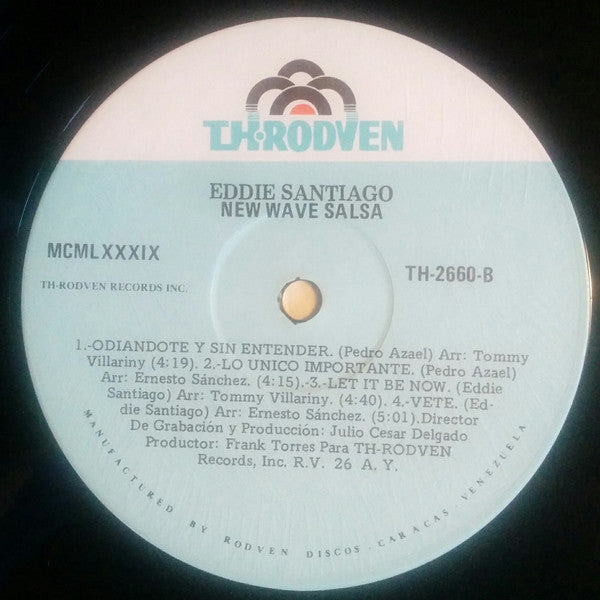 TH·RODVEN
EDDIE SANTIAGO
NEW WAVE SALSA
MCMLXXXIX
TH-RODVEN RECORDS INC.
TH-2660-B
1.-ODIANDOTE Y SIN ENTENDER. (Pedro Azael) Arr: Tommy
Villariny (4:19). 2.-LO UNICO IMPORTANTE. (Pedro Azael)
Arr: Ernesto Sánchez. (4:15).-3.-LET IT BE NOW. (Eddie
Santiago) Arr: Tommy Villariny. (4:40). 4.-VETE. (Ed-
die Santiago) Arr: Ernesto Sánchez. (5:01).Director
De Grabación y Producción: Julio Cesar Delgado
Productor: Frank Torres Para TH-RODVEN
Records, Inc. R.V. 26 A. Y.
MANUFACTURED BY RODVEN DISCOS · CARACAS · VENEZUELA